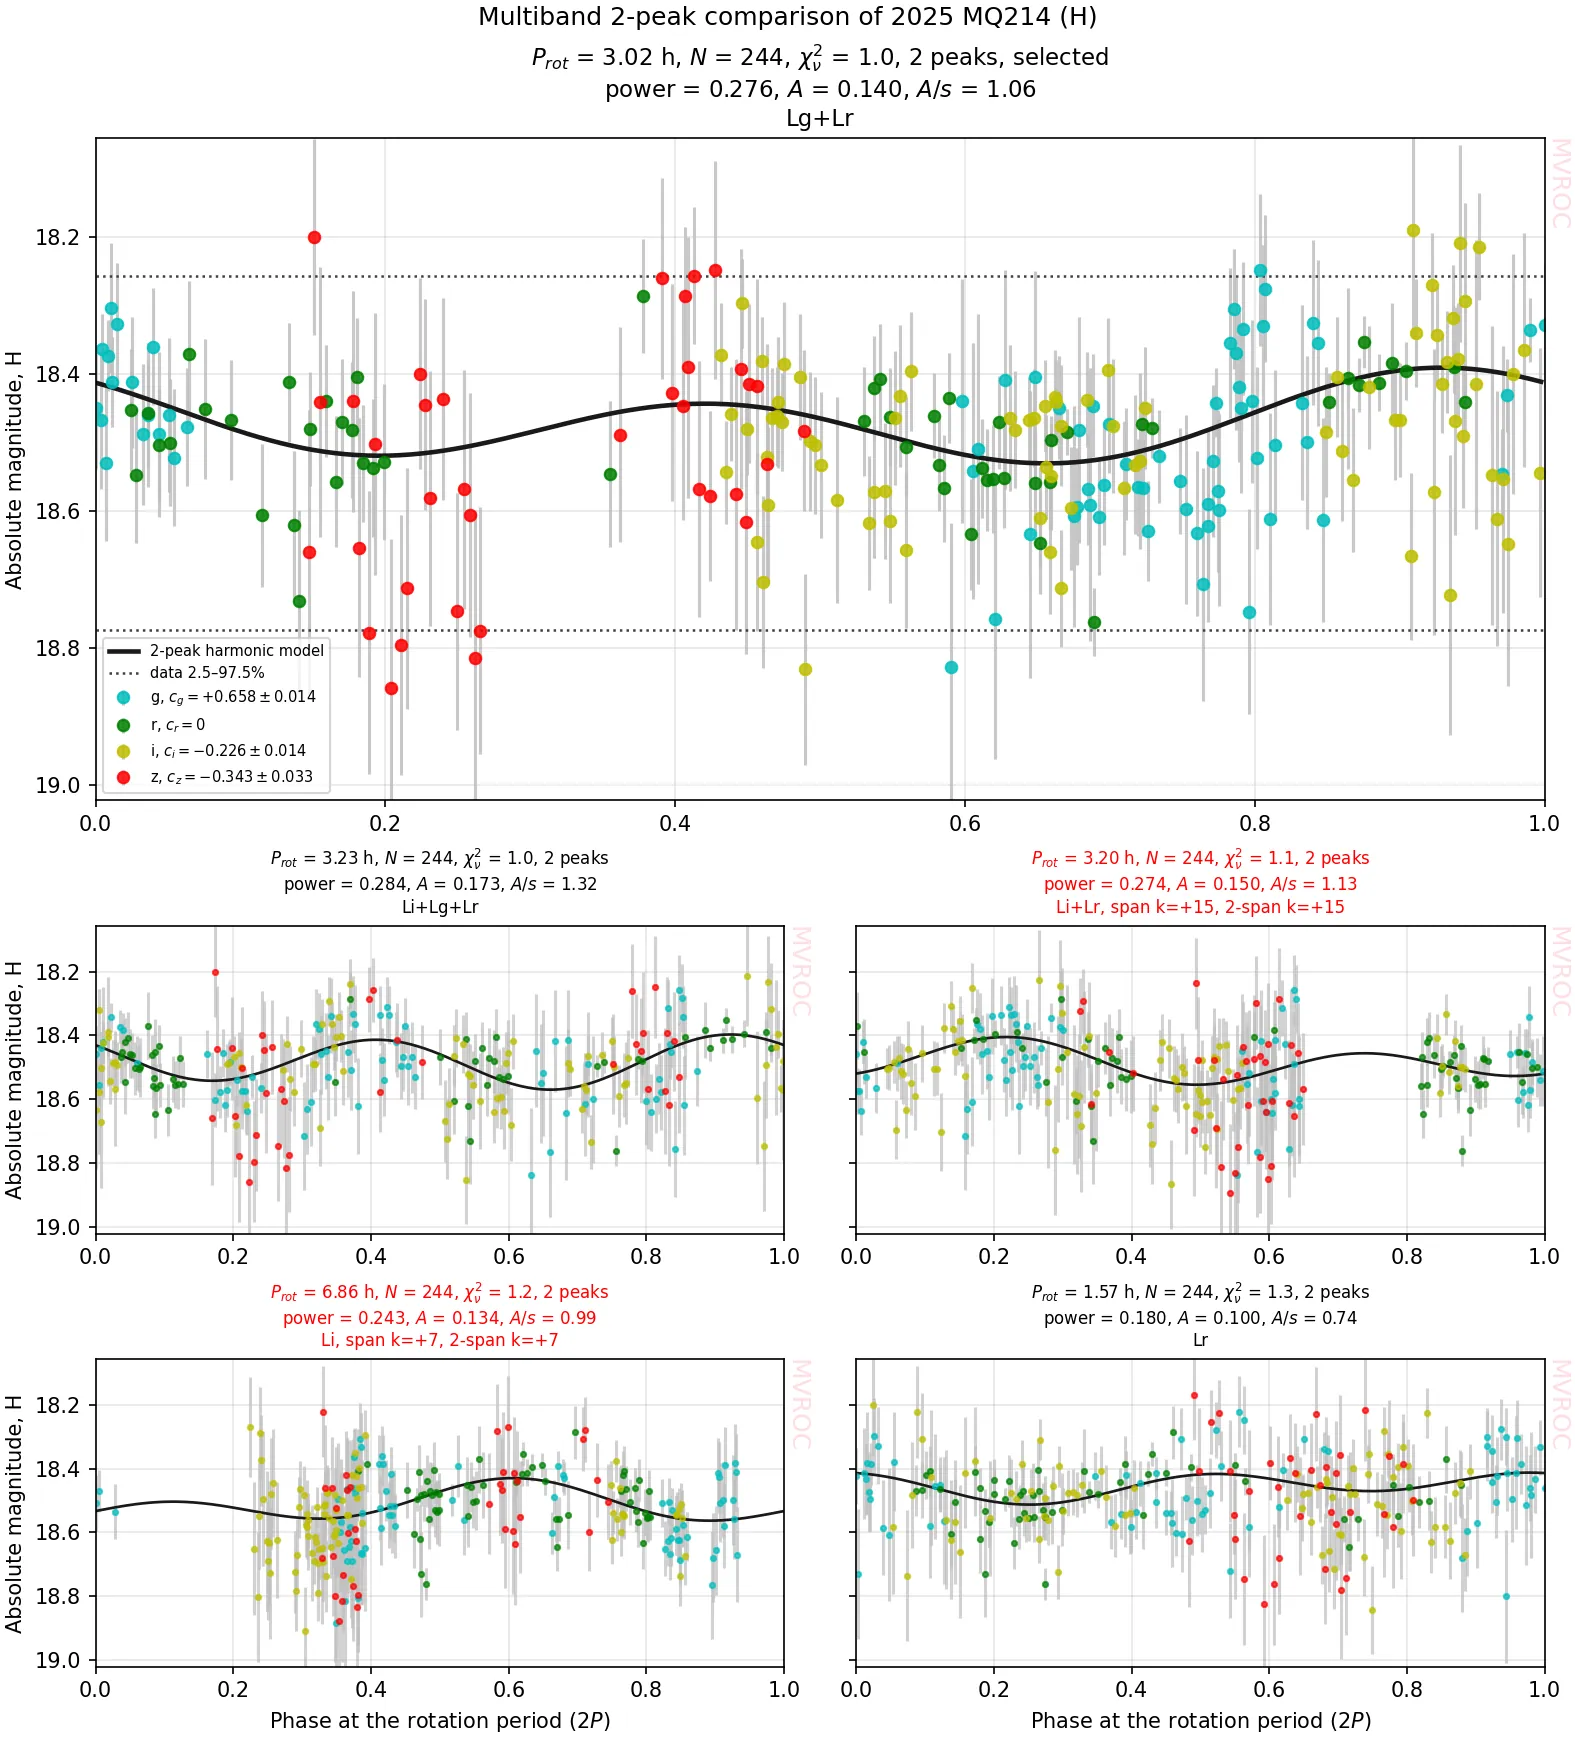 Multiband 2-peak comparison of 2025 MQ214 (H)
P_rot = 3.02 h, N = 244, χ²_ν = 1.0, 2 peaks, selected
power = 0.276, A = 0.140, A/s = 1.06
Lg+Lr
MVROC
Absolute magnitude, H
18.2
18.4
18.6
18.8
19.0
2-peak harmonic model
data 2.5–97.5%
g, c_g = +0.658 ± 0.014
r, c_r = 0
i, c_i = −0.226 ± 0.014
z, c_z = −0.343 ± 0.033
0.0 0.2 0.4 0.6 0.8 1.0
P_rot = 3.23 h, N = 244, χ²_ν = 1.0, 2 peaks
power = 0.284, A = 0.173, A/s = 1.32
Li+Lg+Lr
MVROC
Absolute magnitude, H
18.2
18.4
18.6
18.8
19.0
0.0 0.2 0.4 0.6 0.8 1.0
P_rot = 3.20 h, N = 244, χ²_ν = 1.1, 2 peaks
power = 0.274, A = 0.150, A/s = 1.13
Li+Lr, span k=+15, 2-span k=+15
MVROC
0.0 0.2 0.4 0.6 0.8 1.0
P_rot = 6.86 h, N = 244, χ²_ν = 1.2, 2 peaks
power = 0.243, A = 0.134, A/s = 0.99
Li, span k=+7, 2-span k=+7
MVROC
Absolute magnitude, H
18.2
18.4
18.6
18.8
19.0
0.0 0.2 0.4 0.6 0.8 1.0
Phase at the rotation period (2P)
P_rot = 1.57 h, N = 244, χ²_ν = 1.3, 2 peaks
power = 0.180, A = 0.100, A/s = 0.74
Lr
MVROC
0.0 0.2 0.4 0.6 0.8 1.0
Phase at the rotation period (2P)